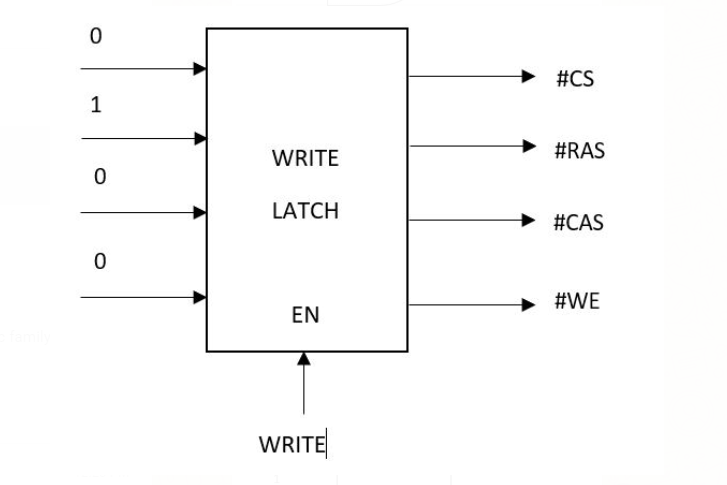 0
#CS
1
#RAS
WRITE
0
LATCH
#CAS
0
#WE
EN
WRITE